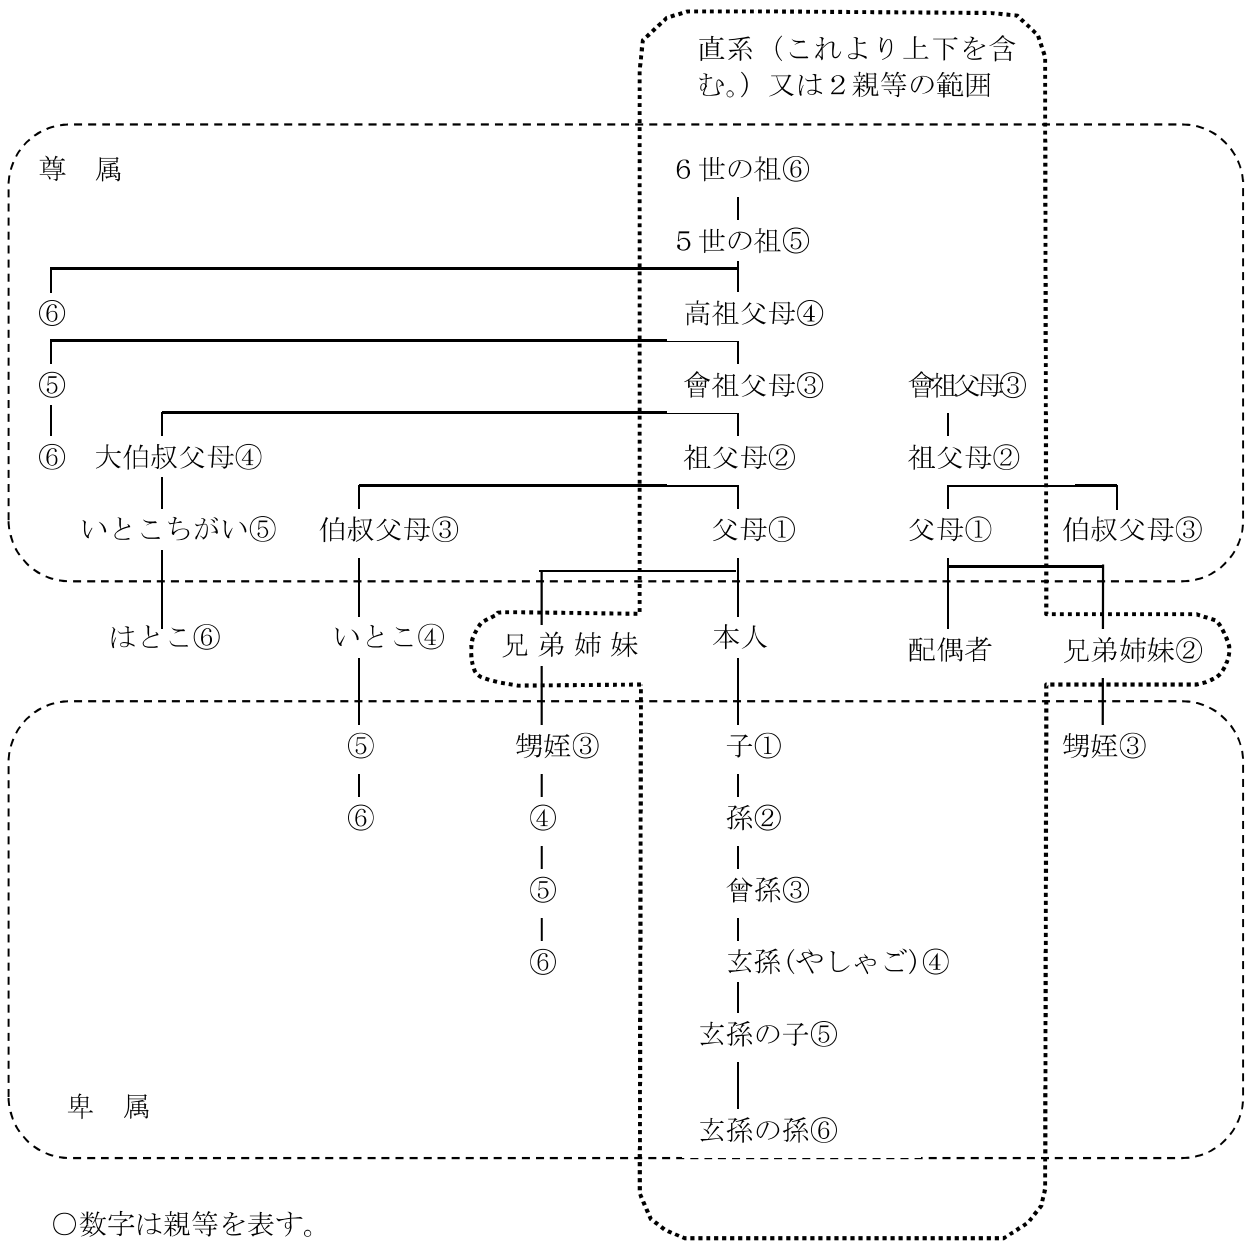 直系（これより上下を含
む。）又は２親等の範囲
尊　属
６世の祖⑥
５世の祖⑤
⑥ 高祖父母④
⑤ 會祖父母③ 會祖父母③
⑥ 大伯叔父母④ 祖父母② 祖父母②
いとこちがい⑤ 伯叔父母③ 父母① 父母① 伯叔父母③
はとこ⑥ いとこ④ 兄弟姉妹 本人 配偶者 兄弟姉妹②
⑤ 甥姪③ 子① 甥姪③
⑥ ④ 孫②
⑤ 曾孫③
⑥ 玄孫(やしゃご)④
玄孫の子⑤
卑　属
玄孫の孫⑥
〇数字は親等を表す。